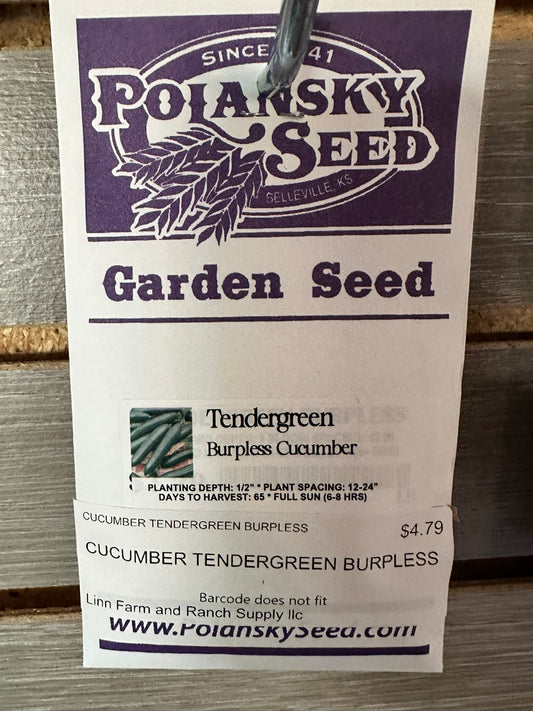 SINCE 41
POLANSKY
SEED
BELLEVILLE, KS
Garden Seed
Tendergreen
Burpless Cucumber
PLANTING DEPTH: 1/2" * PLANT SPACING: 12-24"
DAYS TO HARVEST: 65 * FULL SUN (6-8 HRS)
CUCUMBER TENDERGREEN BURPLESS
$4.79
CUCUMBER TENDERGREEN BURPLESS
,
Barcode does not fit
Linn Farm and Ranch Supply llc
www.PolanskySeed.com